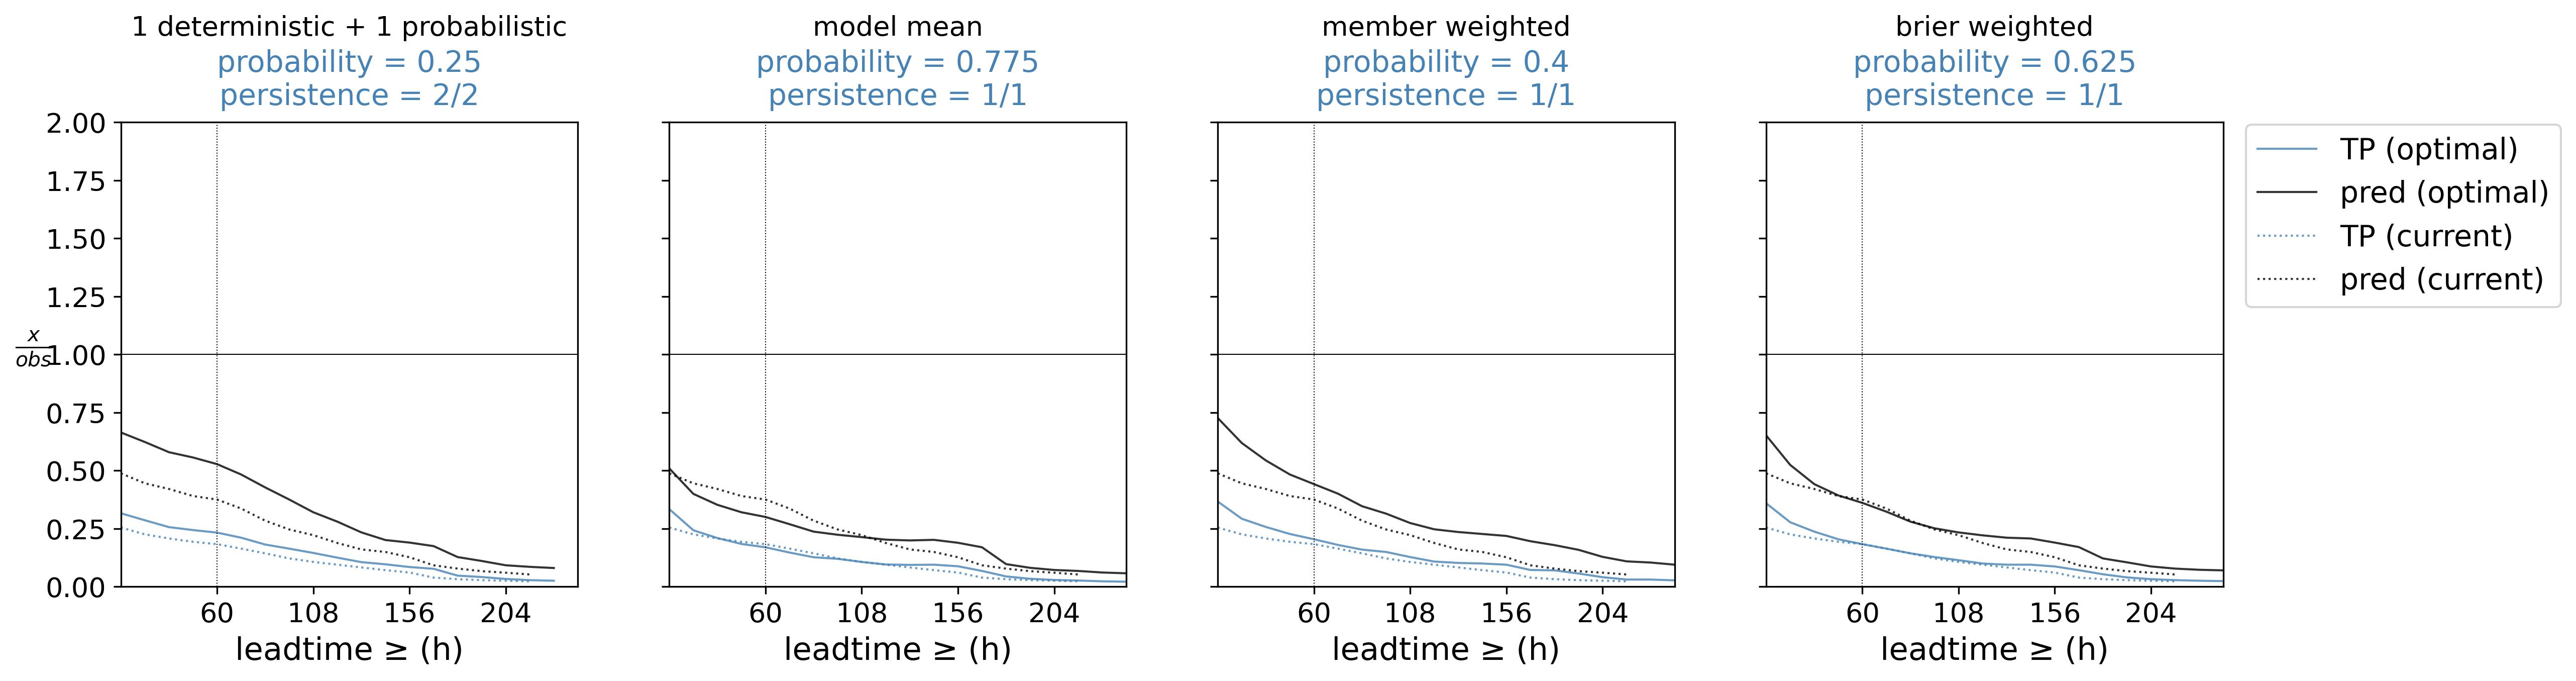 1 deterministic + 1 probabilistic
probability = 0.25
persistence = 2/2
model mean
probability = 0.775
persistence = 1/1
member weighted
probability = 0.4
persistence = 1/1
brier weighted
probability = 0.625
persistence = 1/1
2.00
1.75
1.50
1.25
1.00
0.75
0.50
0.25
0.00
x
obs
60 108 156 204
leadtime ≥ (h)
60 108 156 204
leadtime ≥ (h)
60 108 156 204
leadtime ≥ (h)
60 108 156 204
leadtime ≥ (h)
TP (optimal)
pred (optimal)
TP (current)
pred (current)